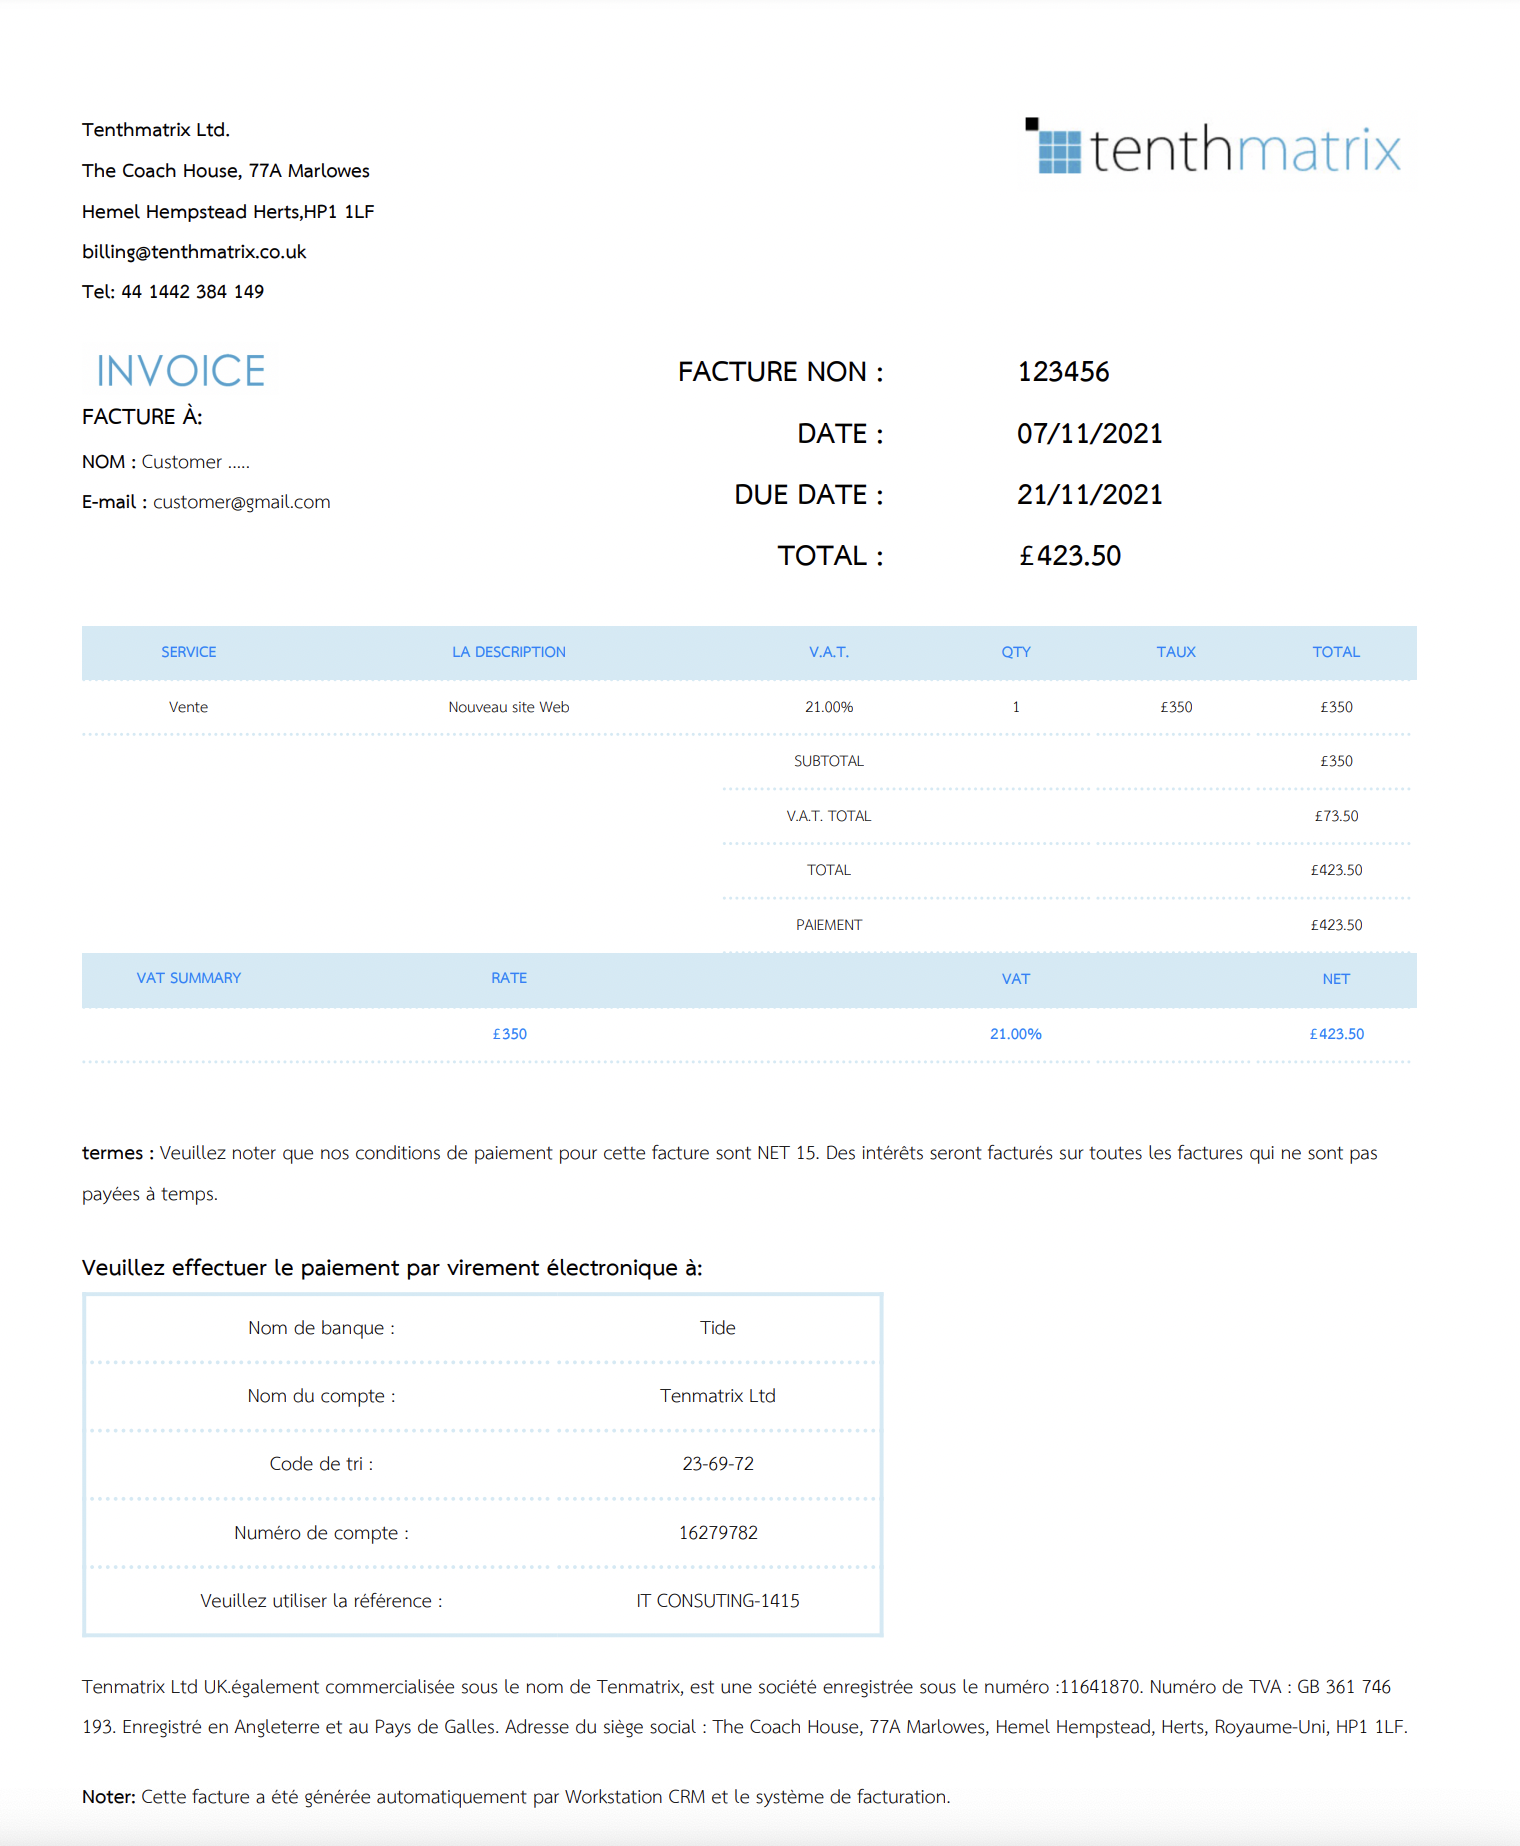 Tenthmatrix Ltd.
tenthmatrix
The Coach House, 77A Marlowes
Hemel Hempstead Herts,HP1 1LF
billing@tenthmatrix.co.uk
Tel: 44 1442 384 149
INVOICE
FACTURE À:
NOM : Customer .....
E-mail : customer@gmail.com
FACTURE NON : 123456
DATE : 07/11/2021
DUE DATE : 21/11/2021
TOTAL : £423.50
SERVICE LA DESCRIPTION V.A.T. QTY TAUX TOTAL
Vente Nouveau site Web 21.00% 1 £350 £350
SUBTOTAL £350
V.A.T. TOTAL £73.50
TOTAL £423.50
PAIEMENT £423.50
VAT SUMMARY RATE VAT NET
£350 21.00% £423.50
termes : Veuillez noter que nos conditions de paiement pour cette facture sont NET 15. Des intérêts seront facturés sur toutes les factures qui ne sont pas
payées à temps.
Veuillez effectuer le paiement par virement électronique à:
Nom de banque : Tide
Nom du compte : Tenmatrix Ltd
Code de tri : 23-69-72
Numéro de compte : 16279782
Veuillez utiliser la référence : IT CONSUTING-1415
Tenmatrix Ltd UK.également commercialisée sous le nom de Tenmatrix, est une société enregistrée sous le numéro :11641870. Numéro de TVA : GB 361 746
193. Enregistré en Angleterre et au Pays de Galles. Adresse du siège social : The Coach House, 77A Marlowes, Hemel Hempstead, Herts, Royaume-Uni, HP1 1LF.
Noter: Cette facture a été générée automatiquement par Workstation CRM et le système de facturation.